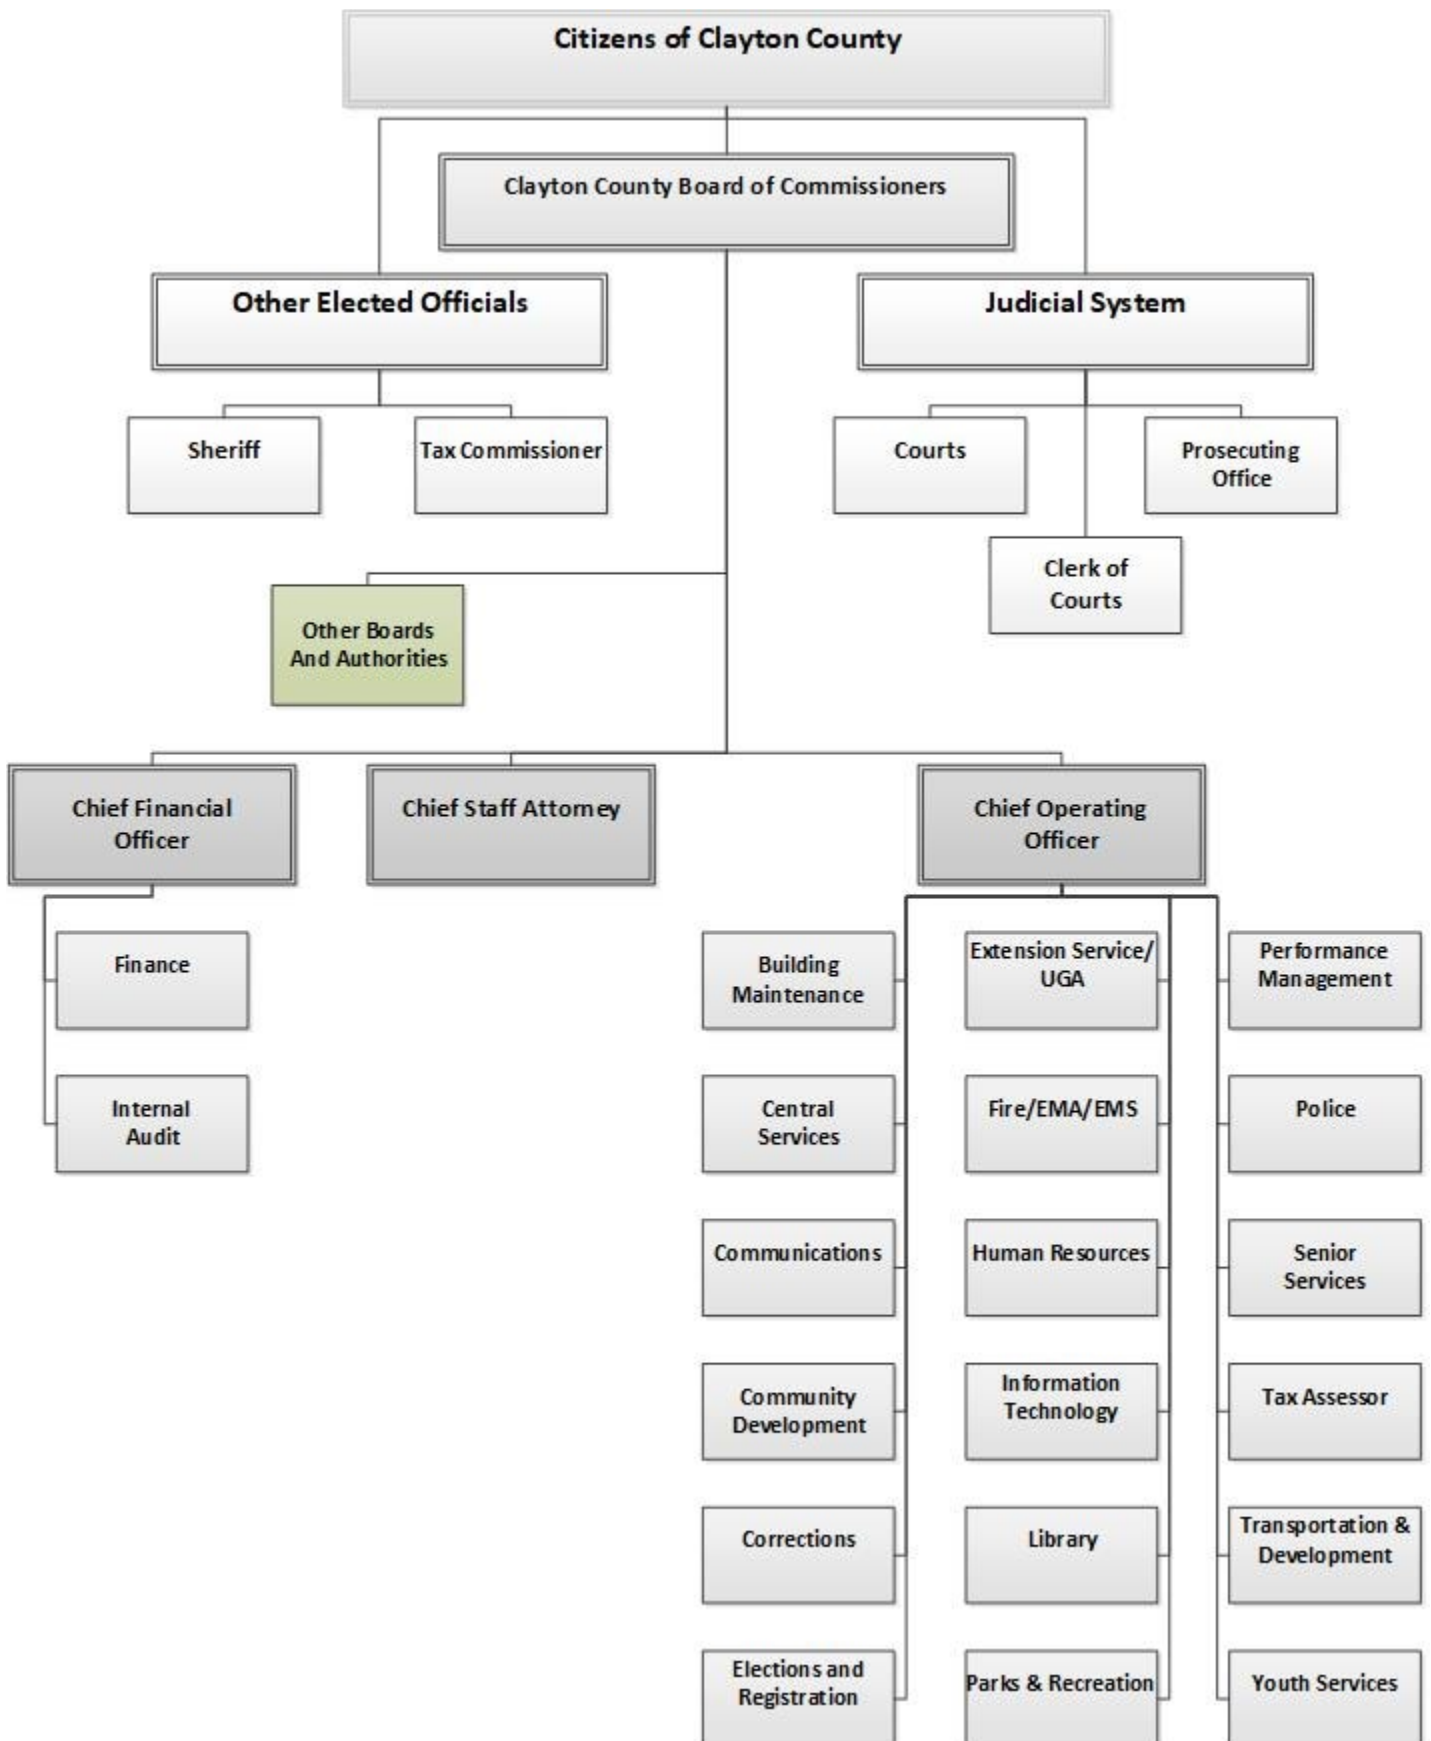 Citizens of Clayton County
Clayton County Board of Commissioners
Other Elected Officials
Judicial System
Sheriff
Tax Commissioner
Courts
Prosecuting
Office
Clerk of
Courts
Other Boards
And Authorities
Chief Financial
Officer
Chief Staff Attorney
Chief Operating
Officer
Finance
Internal
Audit
Building
Maintenance
Central
Services
Communications
Community
Development
Corrections
Elections and
Registration
Extension Service/
UGA
Fire/EMA/EMS
Human Resources
Information
Technology
Library
Parks & Recreation
Performance
Management
Police
Senior
Services
Tax Assessor
Transportation &
Development
Youth Services